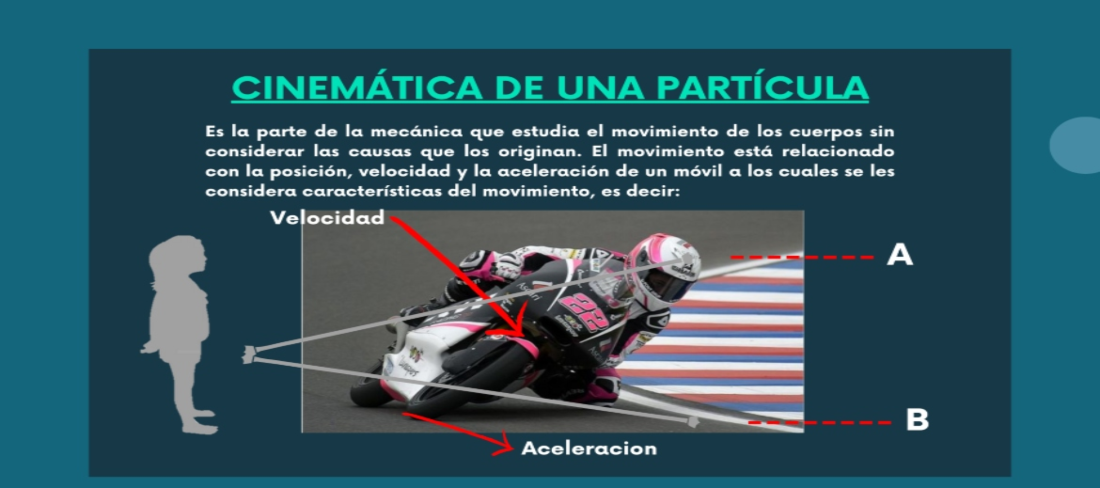 CINEMÁTICA DE UNA PARTÍCULA
Es la parte de la mecánica que estudia el movimiento de los cuerpos sin
considerar las causas que los originan. El movimiento está relacionado
con la posición, velocidad y la aceleración de un móvil a los cuales se les
considera características del movimiento, es decir:
Velocidad
A
22
B
Aceleracion